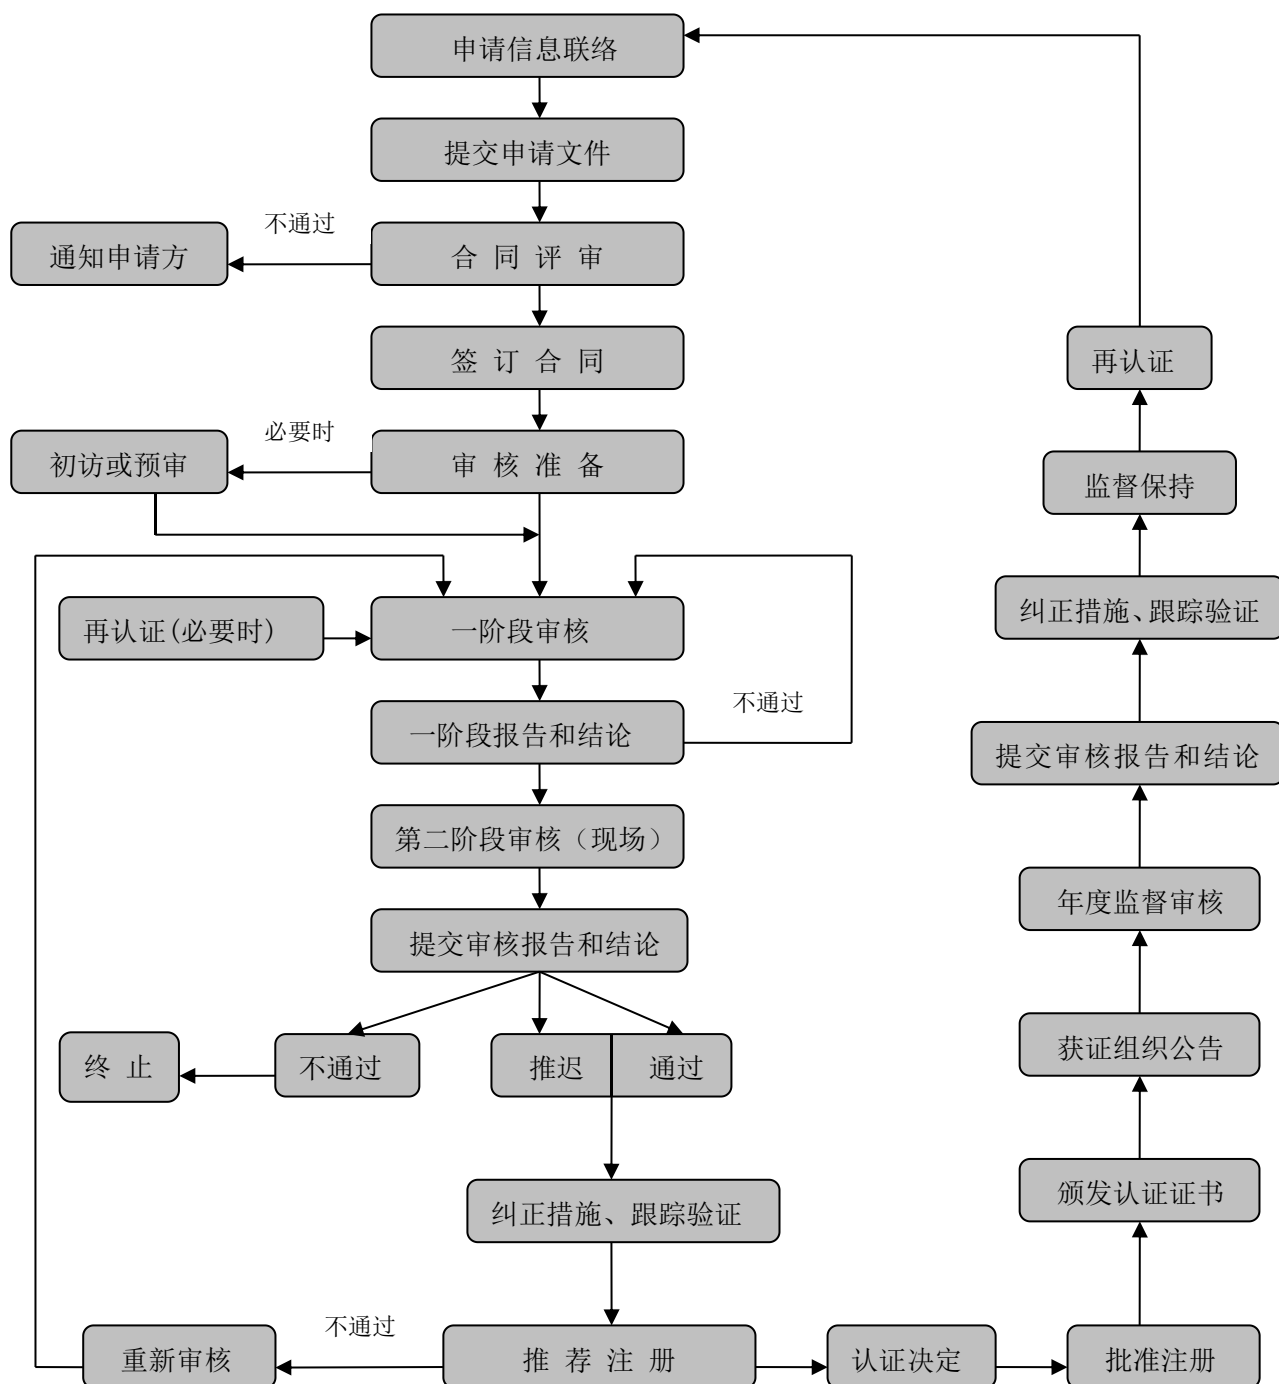 申请信息联络
提交申请文件
不通过
通知申请方
合 同 评 审
签 订 合 同
再认证
必要时
初访或预审
审 核 准 备
监督保持
再认证(必要时)
一阶段审核
纠正措施、跟踪验证
不通过
一阶段报告和结论
提交审核报告和结论
第二阶段审核（现场）
年度监督审核
提交审核报告和结论
终 止
不通过
推迟
通过
获证组织公告
纠正措施、跟踪验证
颁发认证证书
不通过
重新审核
推 荐 注 册
认证决定
批准注册